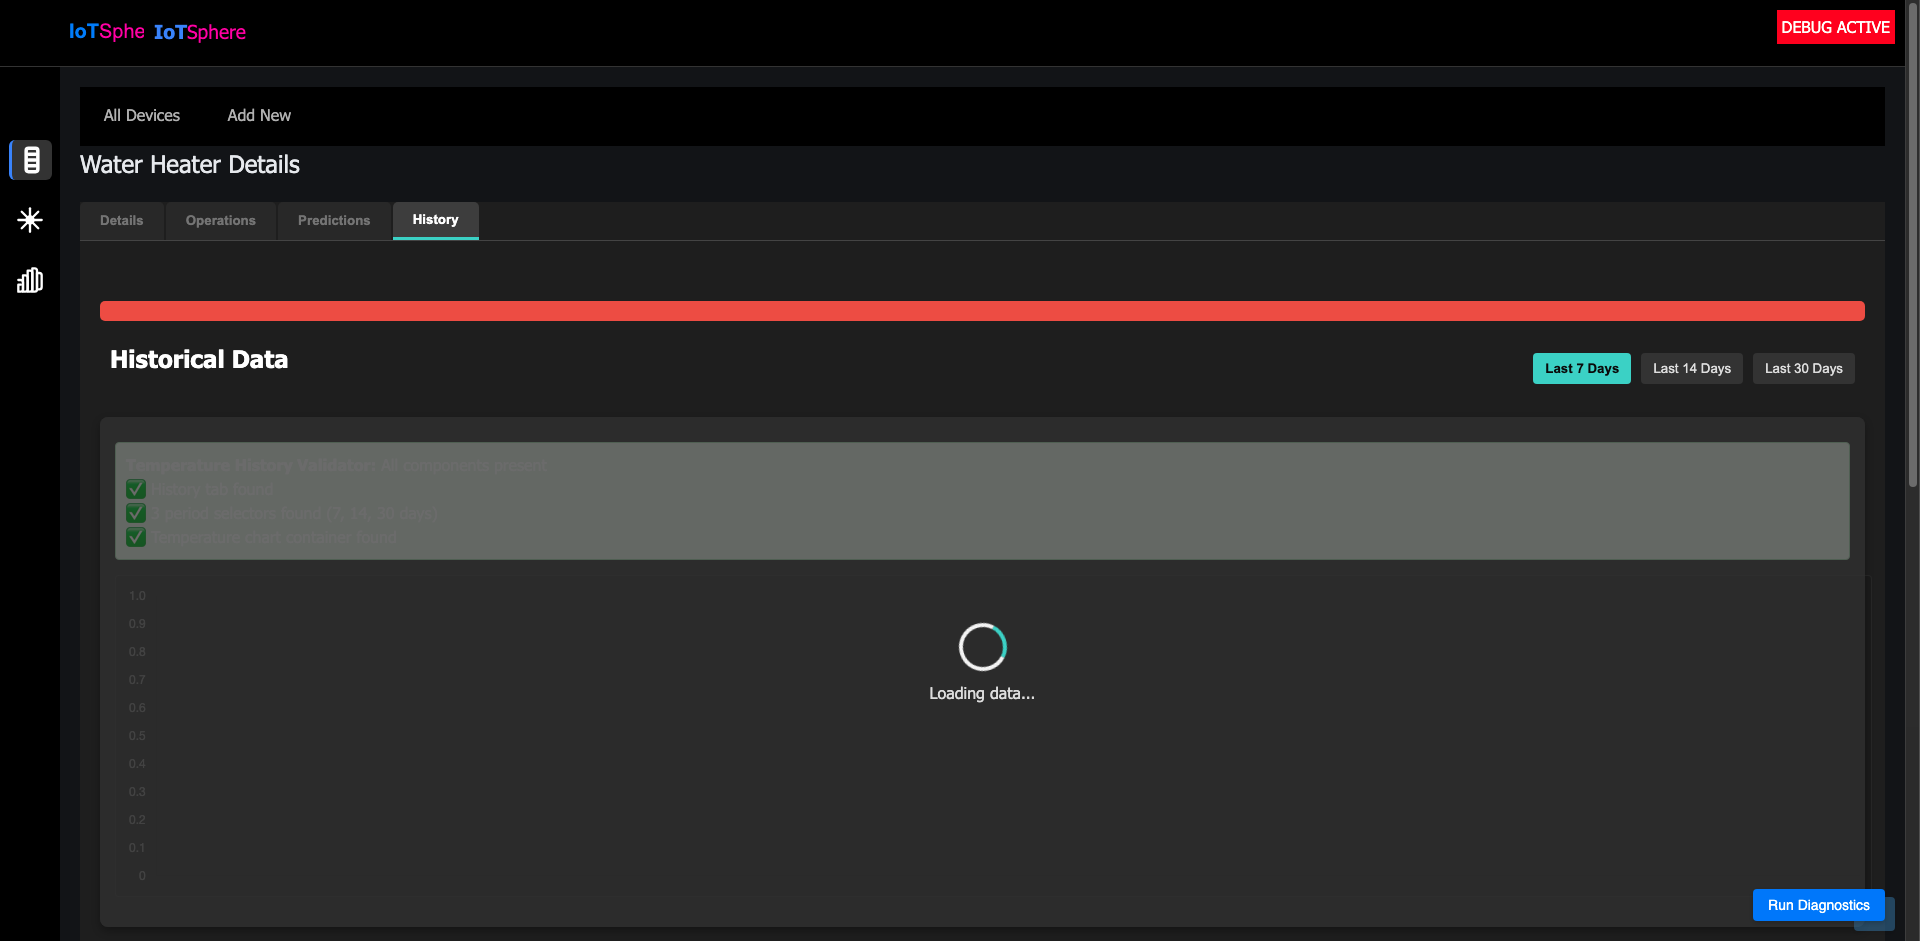 IoTSphe IoTSphere
DEBUG ACTIVE
All Devices Add New
Water Heater Details
Details Operations Predictions History
Historical Data
Last 7 Days Last 14 Days Last 30 Days
Temperature History Validator: All components present
✅ History tab found
✅ 3 period selectors found (7, 14, 30 days)
✅ Temperature chart container found
1.0
0.9
0.8
0.7
0.6
0.5
0.4
0.3
0.2
0.1
0
Loading data...
Run Diagnostics